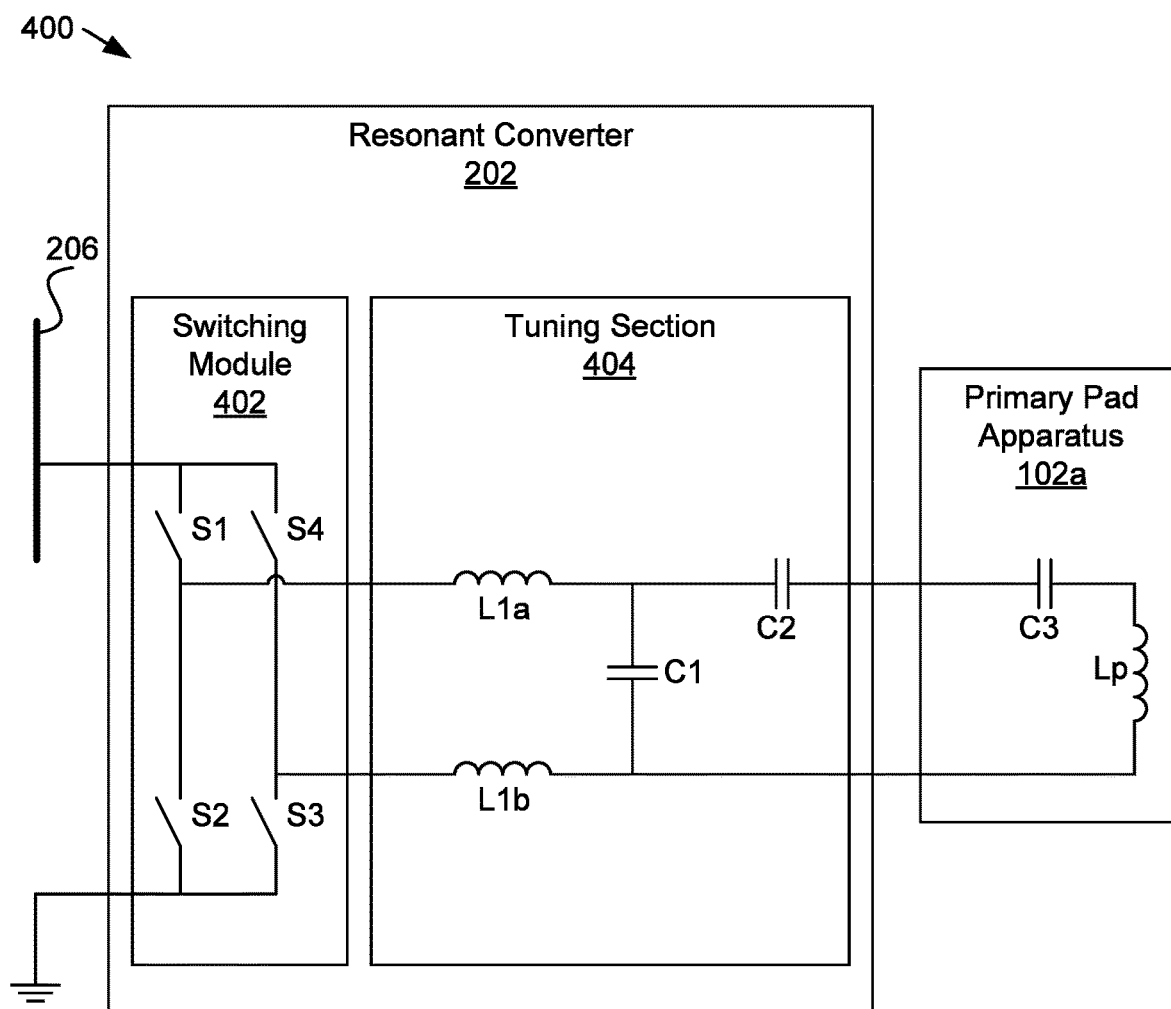 400
Resonant Converter
202
206
Switching
Module
402
Tuning Section
404
Primary Pad
Apparatus
102a
S1
S4
L1a
C2
C3
C1
Lp
L1b
S2
S3